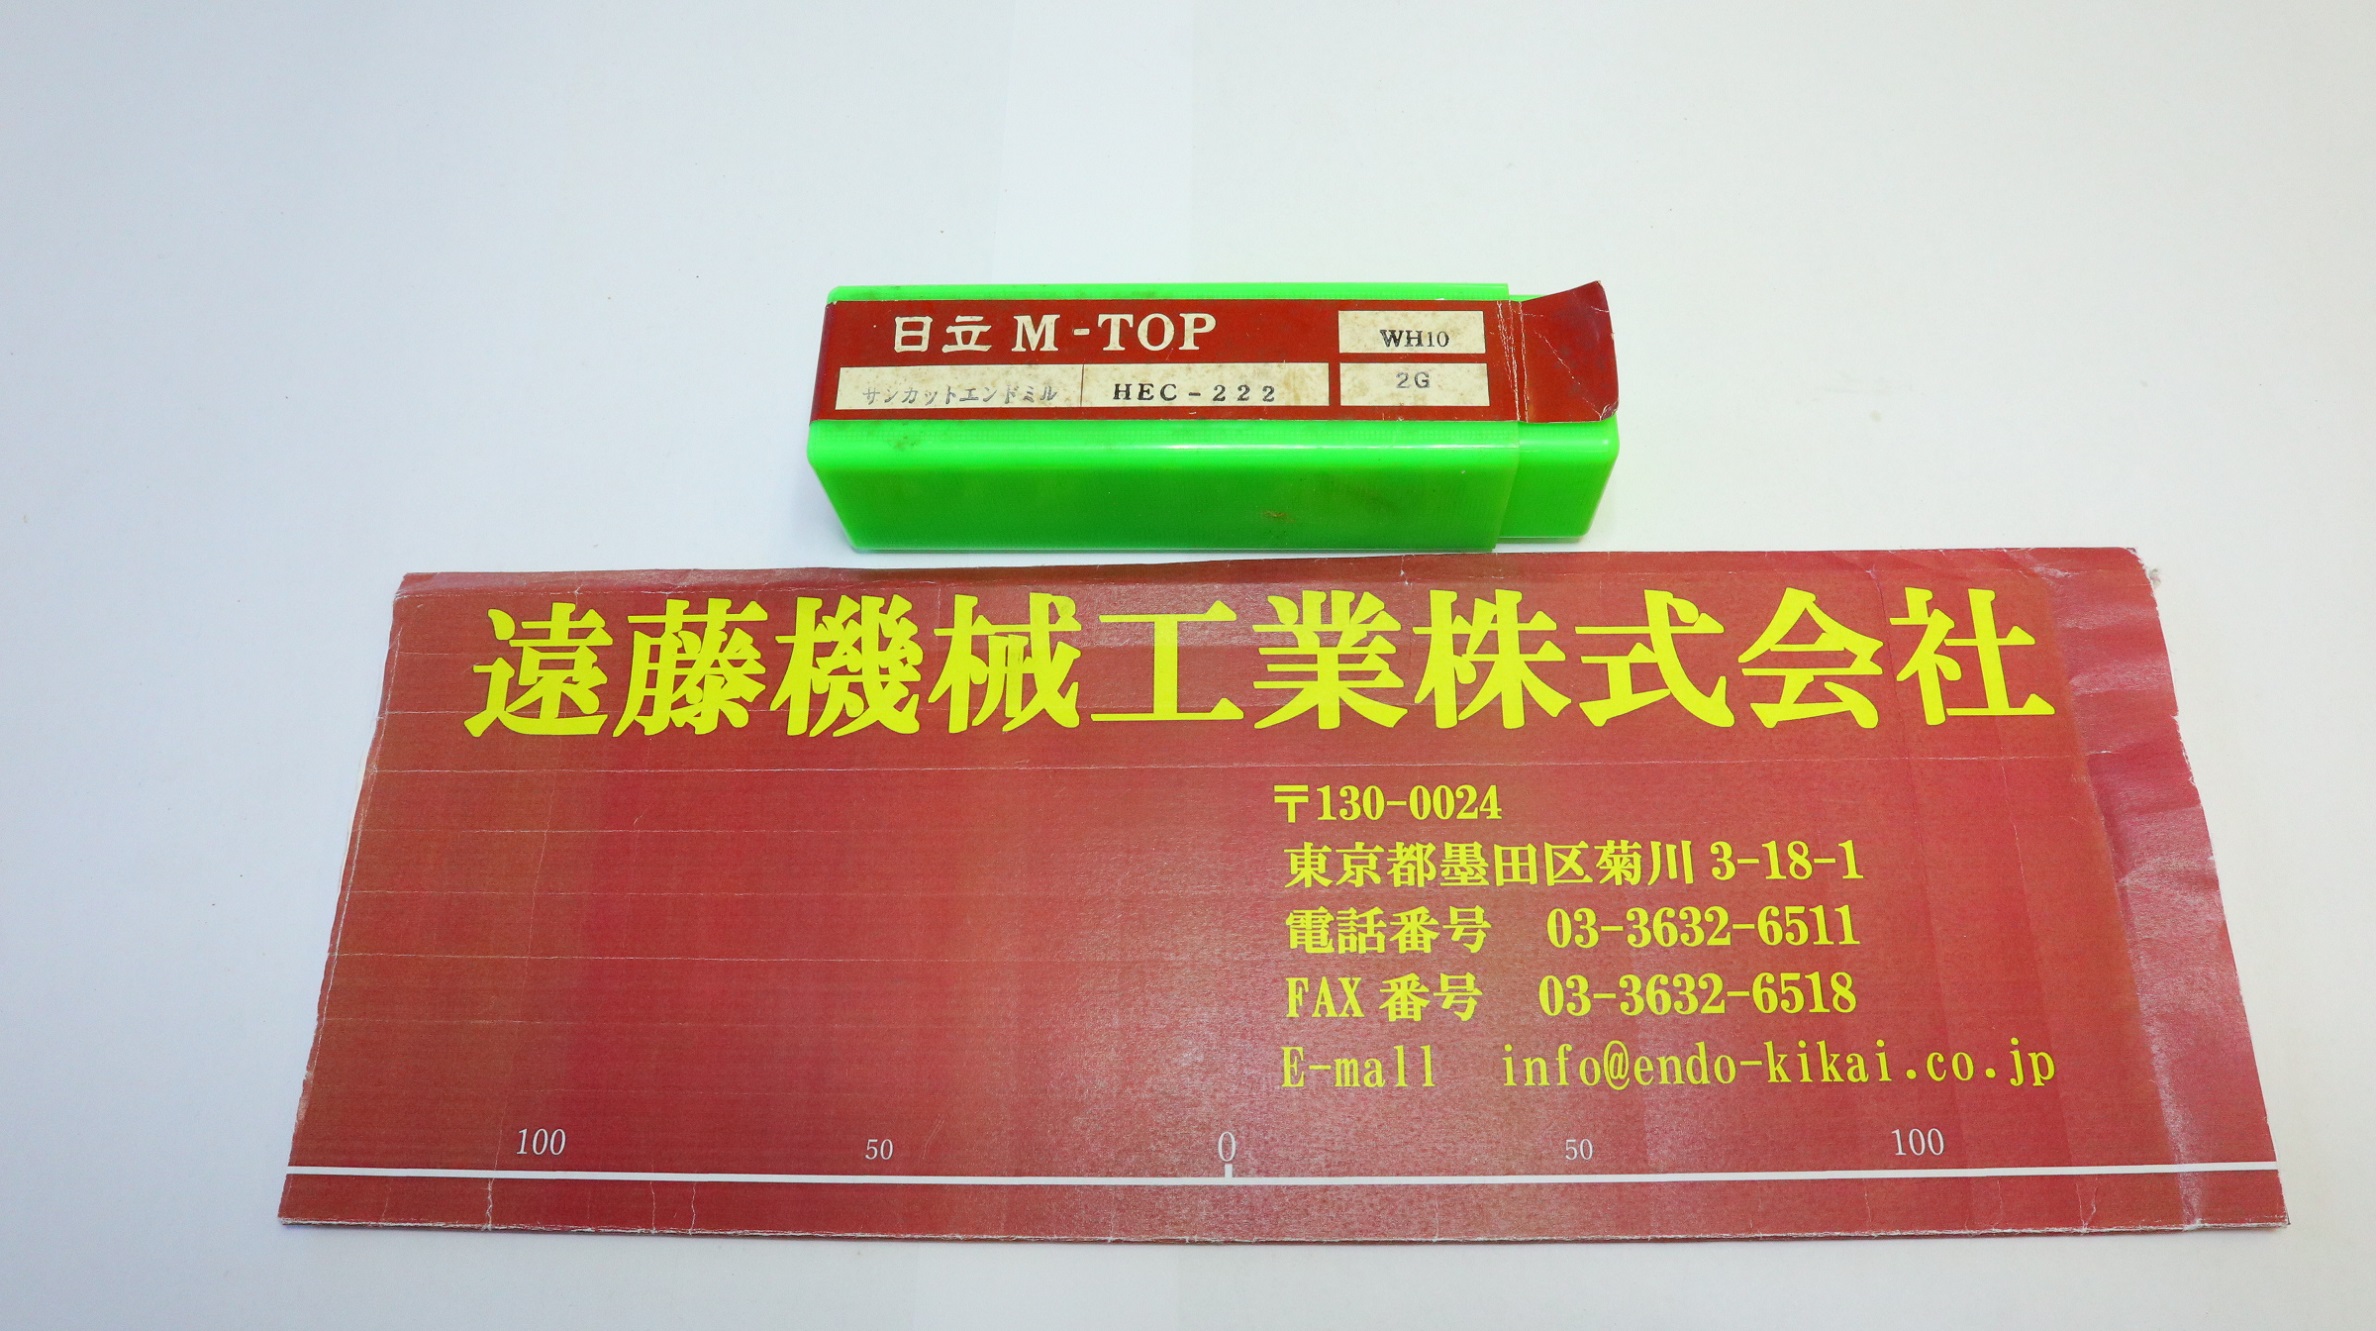 日立 M-TOP
WH10
サンカットエンドミル HEC-222
2G
遠藤機械工業株式会社
〒130-0024
東京都墨田区菊川 3-18-1
電話番号 03-3632-6511
FAX 番号 03-3632-6518
E-mall info@endo-kikai.co.jp
100 50 0 50 100